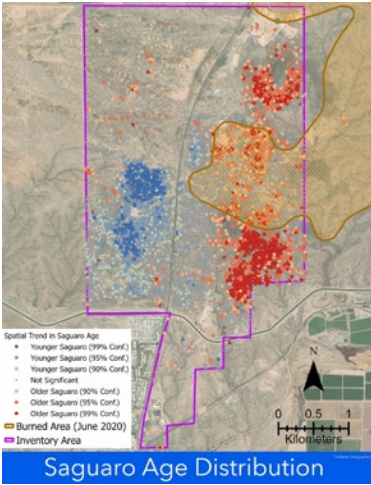 Spatial Trend in Saguaro Age
Younger Saguaro (99% Conf.)
Younger Saguaro (95% Conf.)
Younger Saguaro (90% Conf.)
Not Significant
Older Saguaro (90% Conf.)
Older Saguaro (95% Conf.)
Older Saguaro (99% Conf.)
Burned Area (June 2020)
Inventory Area
N
0 0.5 1
Kilometers
Saguaro Age Distribution